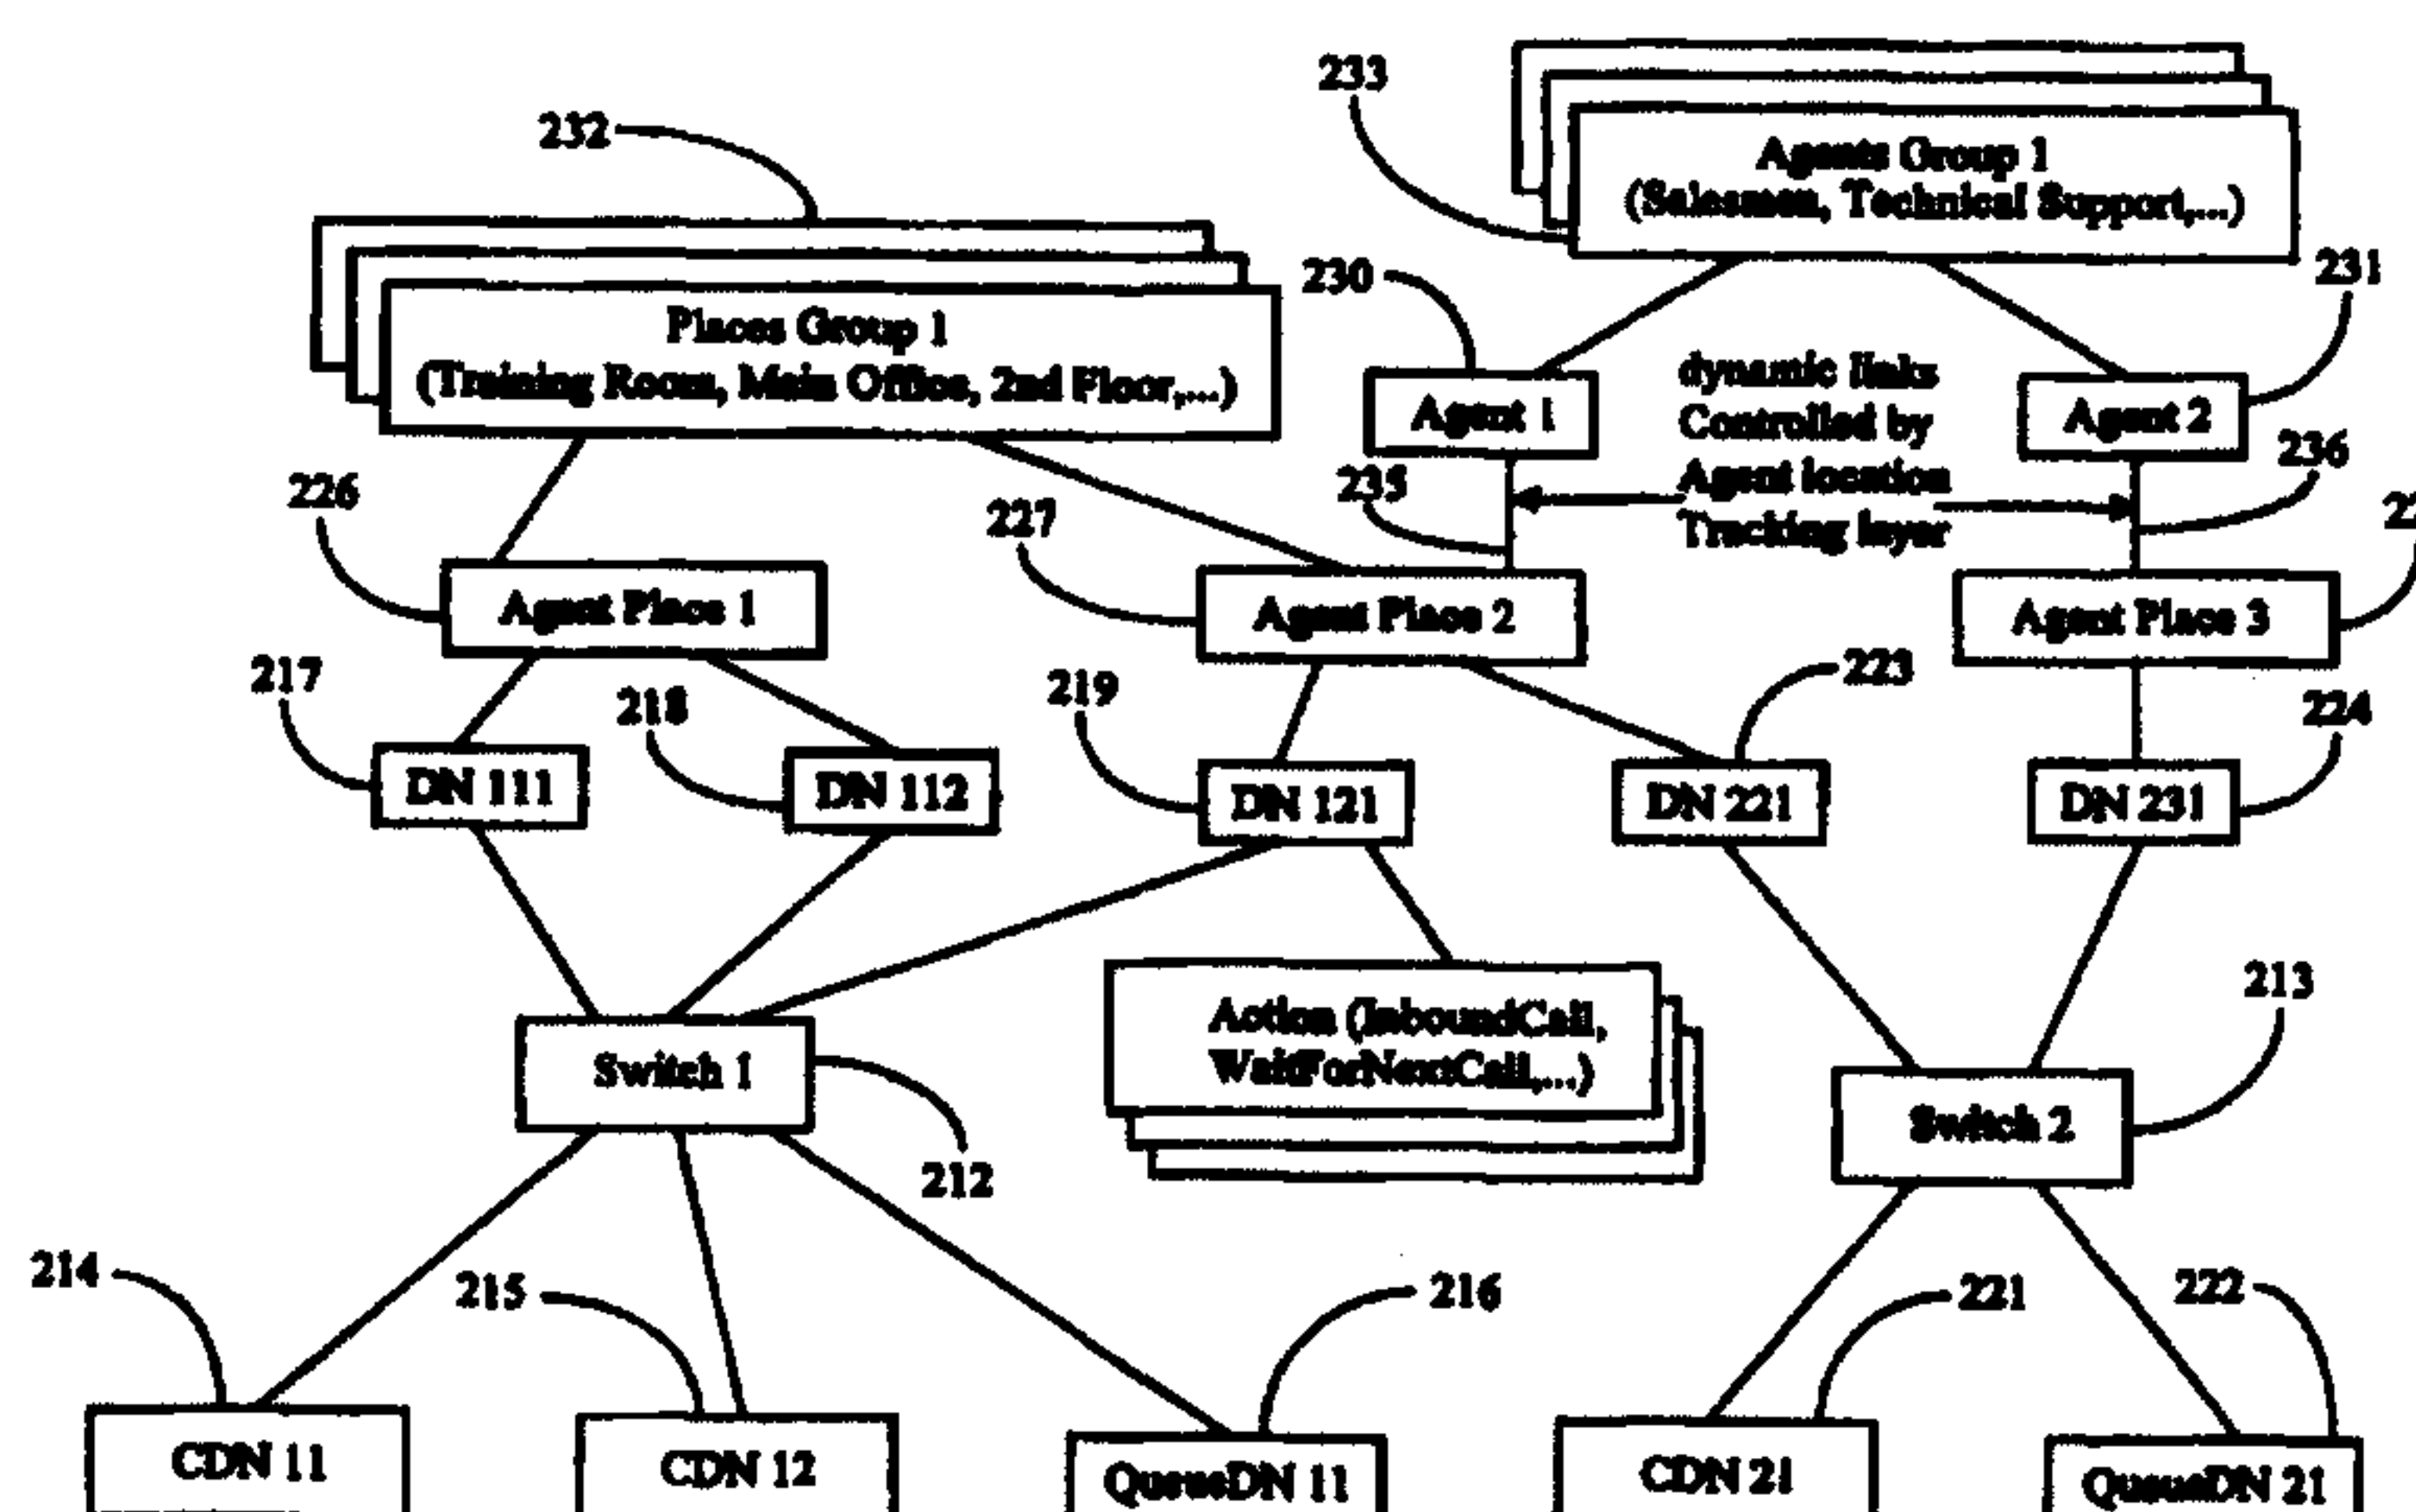 233
232
Agents Group 1
(Salesmen, Technical Support,...)
230
231
Places Group 1
(Training Room, Main Office, 2nd Floor,...)
dynamic links
Controlled by
Agent location
Tracking layer
Agent 1
Agent 2
235
236
226
227
Agent Place 1
Agent Place 2
Agent Place 3
217
218
219
223
224
DN 111
DN 112
DN 121
DN 221
DN 231
213
Action (InboundCall,
WaitForNextCall,...)
Switch 1
Switch 2
212
214
215
216
221
222
CDN 11
CDN 12
QueueDN 11
CDN 21
QueueDN 21